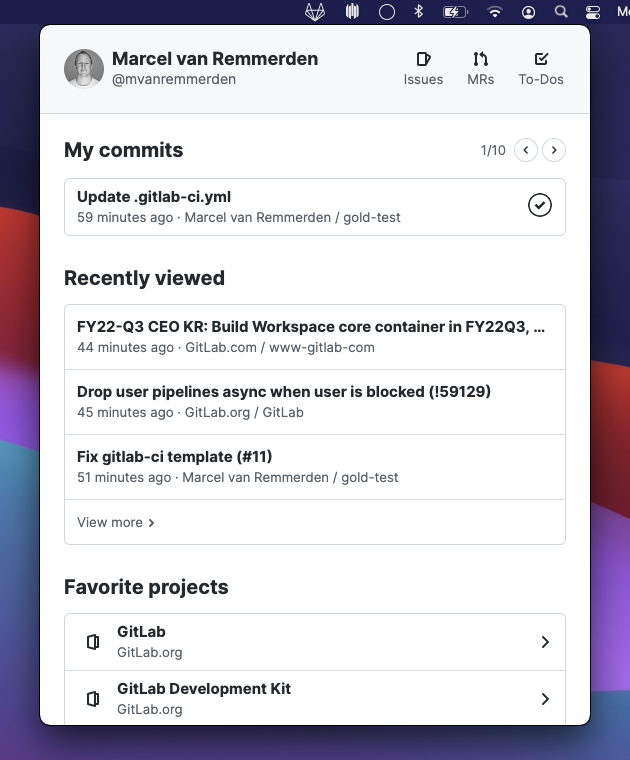 Marcel van Remmerden
@mvanremmerden
Issues
MRs
To-Dos
My commits
1/10
Update .gitlab-ci.yml
59 minutes ago · Marcel van Remmerden / gold-test
Recently viewed
FY22-Q3 CEO KR: Build Workspace core container in FY22Q3, ...
44 minutes ago · GitLab.com / www-gitlab-com
Drop user pipelines async when user is blocked (!59129)
45 minutes ago · GitLab.org / GitLab
Fix gitlab-ci template (#11)
51 minutes ago · Marcel van Remmerden / gold-test
View more
Favorite projects
GitLab
GitLab.org
GitLab Development Kit
GitLab.org